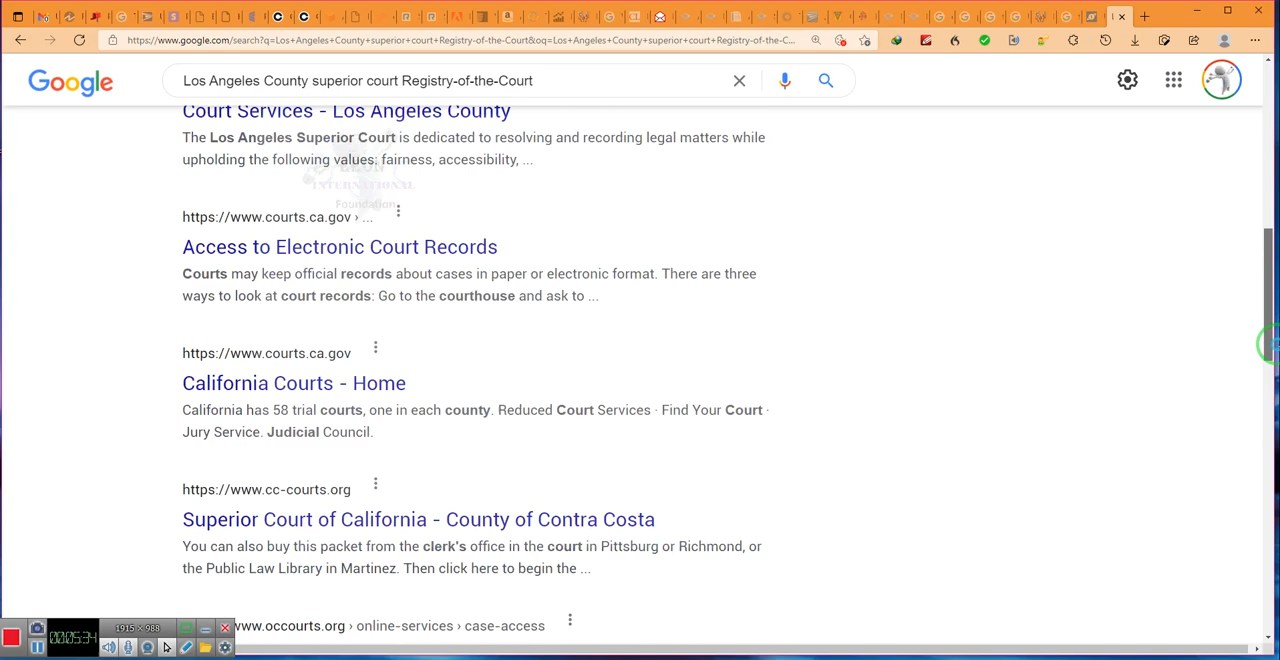 https://www.google.com/search?q=Los+Angeles+County+superior+court+Registry-of-the-Court&oq=Los+Angeles+County+superior+court+Registry-of-the-C...
Google
Los Angeles County superior court Registry-of-the-Court
Court Services - Los Angeles County
The Los Angeles Superior Court is dedicated to resolving and recording legal matters while
upholding the following values: fairness, accessibility, ...
INTERNATIONAL
Foundation
https://www.courts.ca.gov › ...
Access to Electronic Court Records
Courts may keep official records about cases in paper or electronic format. There are three
ways to look at court records: Go to the courthouse and ask to ...
https://www.courts.ca.gov
California Courts - Home
California has 58 trial courts, one in each county. Reduced Court Services · Find Your Court ·
Jury Service. Judicial Council.
https://www.cc-courts.org
Superior Court of California - County of Contra Costa
You can also buy this packet from the clerk's office in the court in Pittsburg or Richmond, or
the Public Law Library in Martinez. Then click here to begin the ...
www.occourts.org › online-services › case-access
1915 × 988
00:05:34